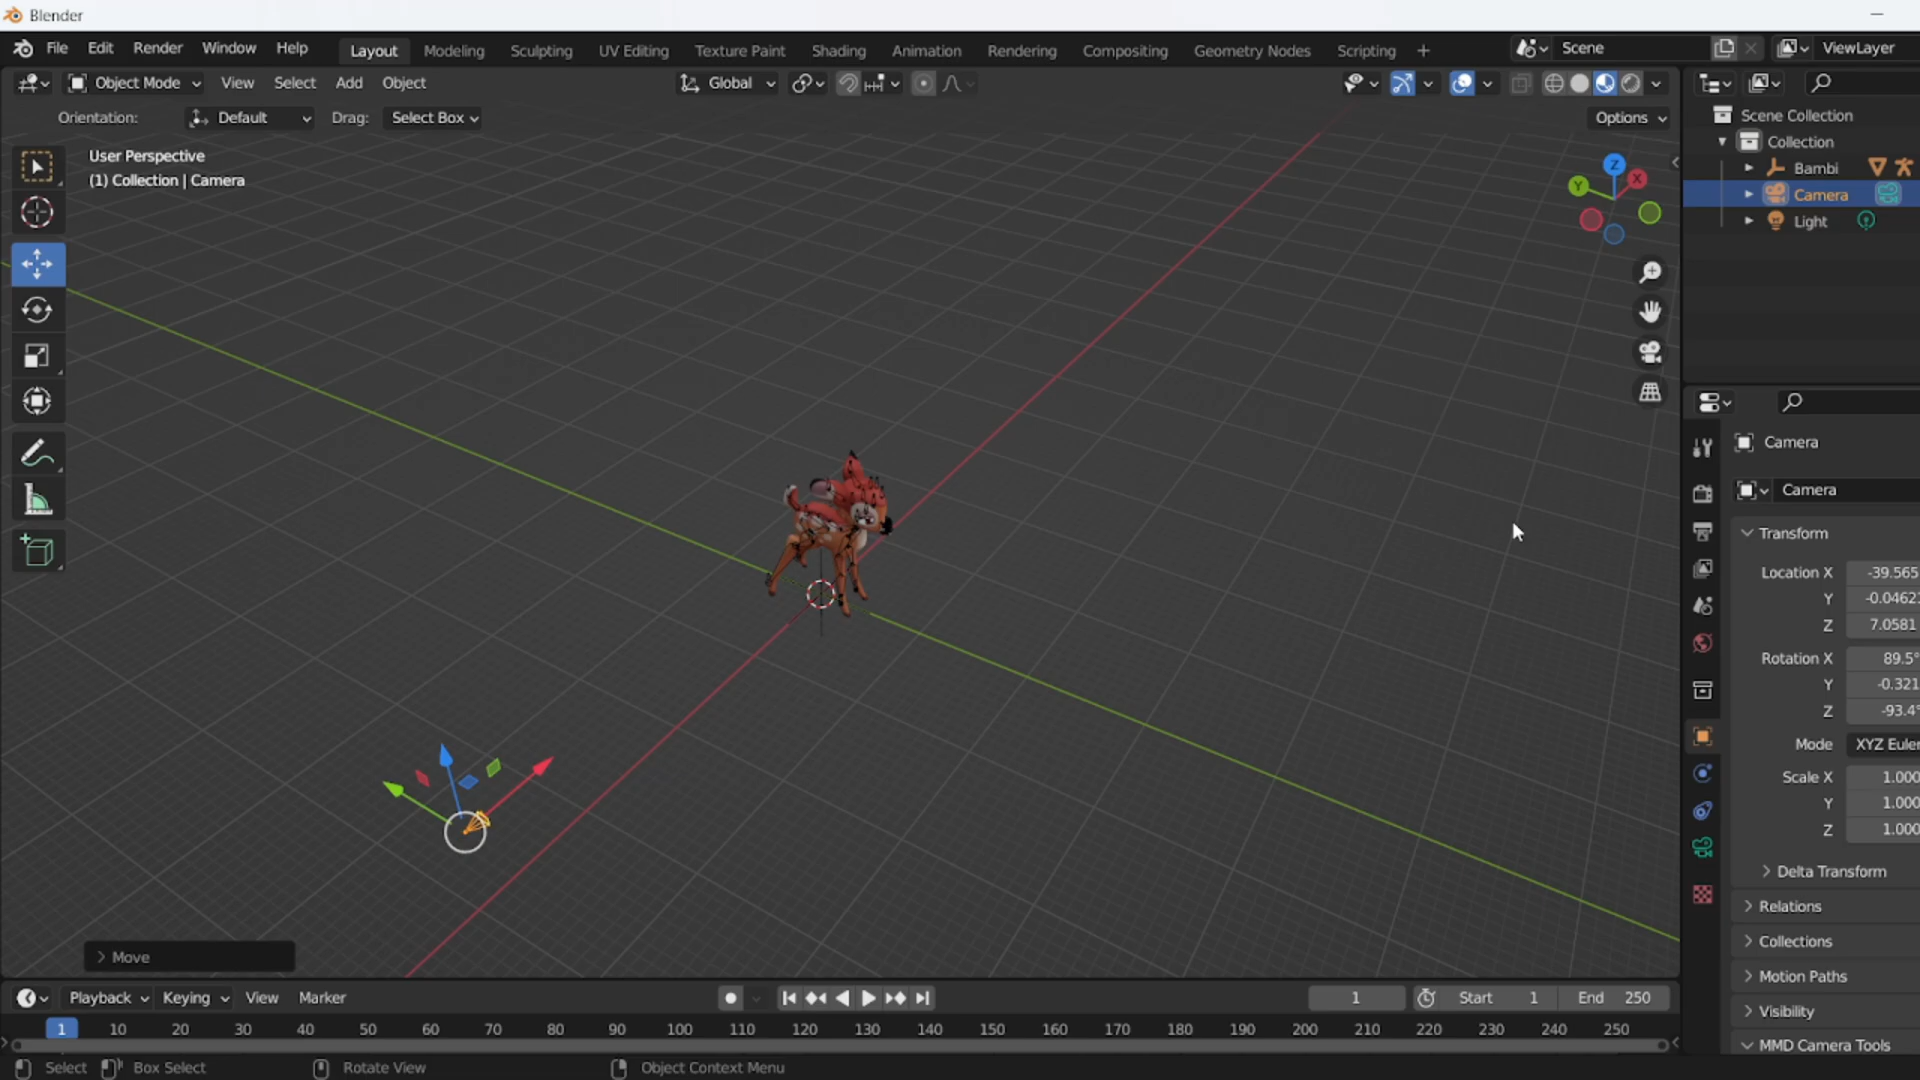 Blender
File Edit Render Window Help Layout Modeling Sculpting UV Editing Texture Paint Shading Animation Rendering Compositing Geometry Nodes Scripting + Scene ViewLayer
Object Mode View Select Add Object Global
Orientation: Default Drag: Select Box Options
User Perspective
(1) Collection | Camera
Z
Y
X
Scene Collection
Collection
Bambi
Camera
Light
Camera
Camera
Transform
Location X -39.565
Y -0.0462
Z 7.0581
Rotation X 89.5°
Y -0.321
Z -93.4°
Mode XYZ Euler
Scale X 1.000
Y 1.000
Z 1.000
Delta Transform
Relations
Collections
Motion Paths
Visibility
MMD Camera Tools
Move
Playback Keying View Marker 1 Start 1 End 250
1 10 20 30 40 50 60 70 80 90 100 110 120 130 140 150 160 170 180 190 200 210 220 230 240 250
Select Box Select Rotate View Object Context Menu